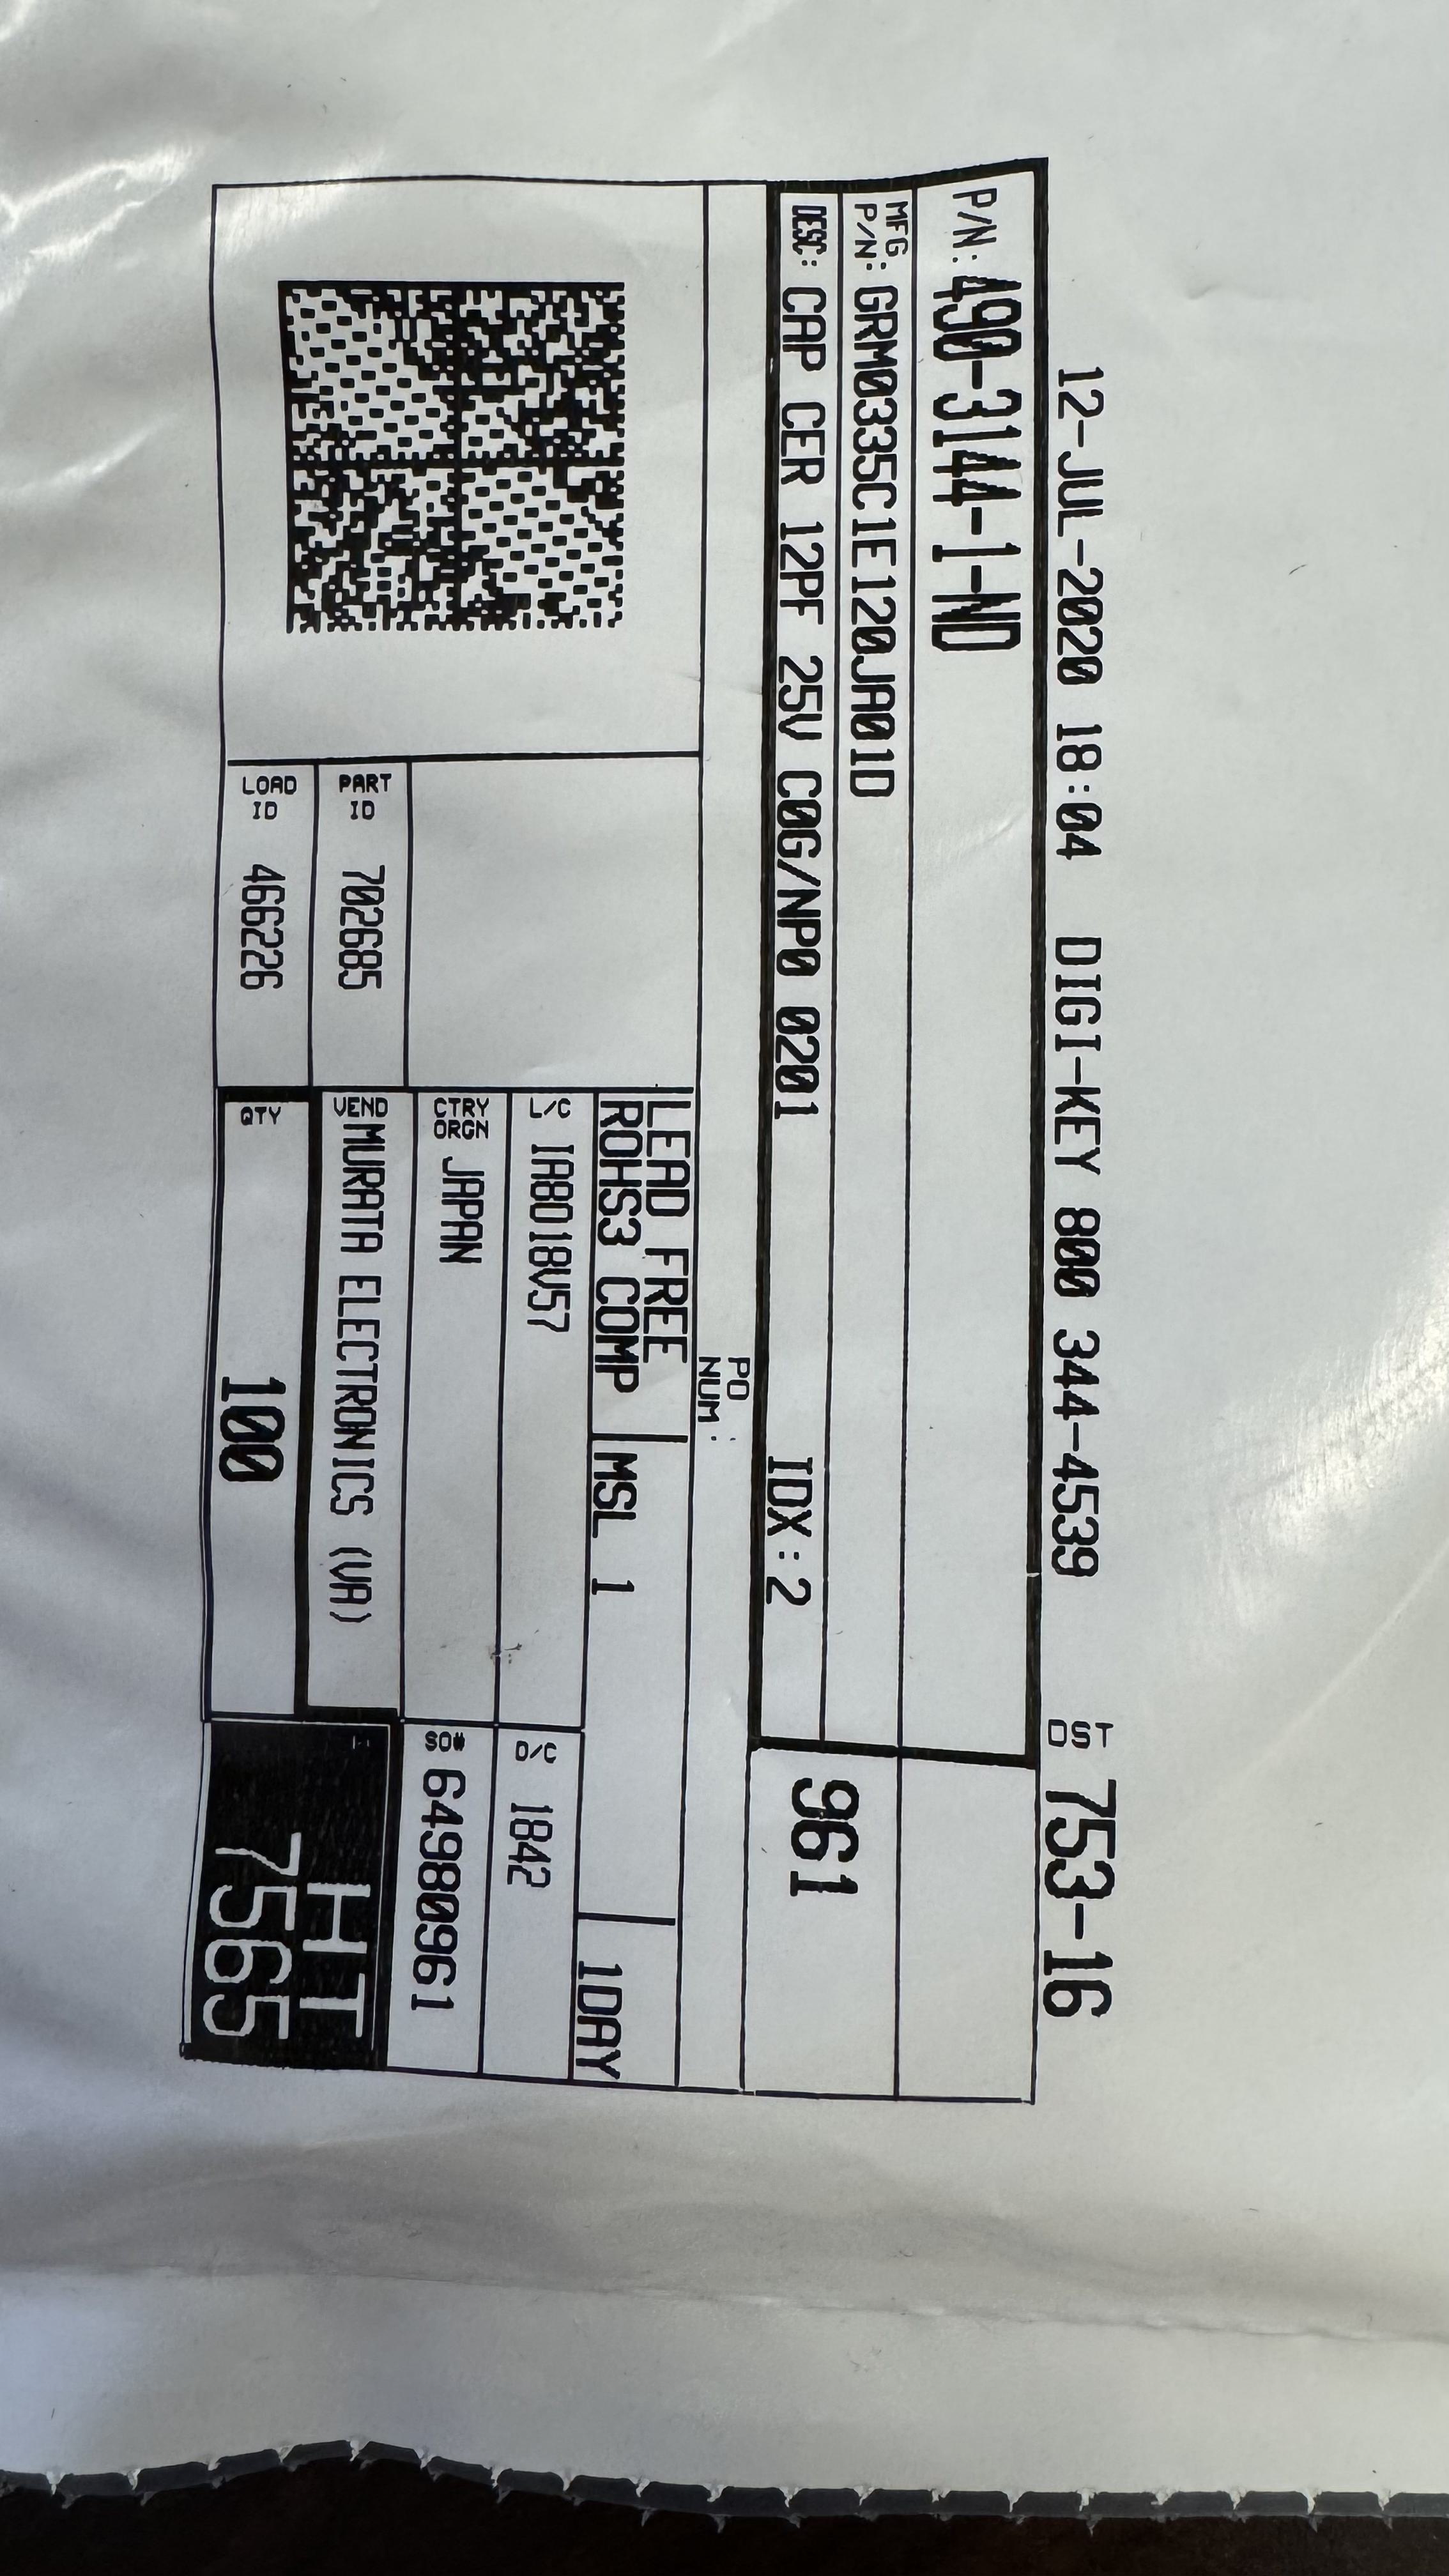 12-JUL-2020 18:04 DIGI-KEY 800 344-4539 DST 753-16
P/N: 490-3144-1-ND
MFG P/N: GRM0335C1E120JA01D
DESC: CAP CER 12PF 25V C0G/NP0 0201 IDX:2
961
PO NUM:
LEAD FREE
ROHS3 COMP
MSL 1
1DAY
L/C IA8018V57
D/C 1842
CTRY ORGN JAPAN
SO# 64980961
PART ID 702685
VEND MURATA ELECTRONICS (VA)
LOAD ID 466226
QTY 100
HT
7565